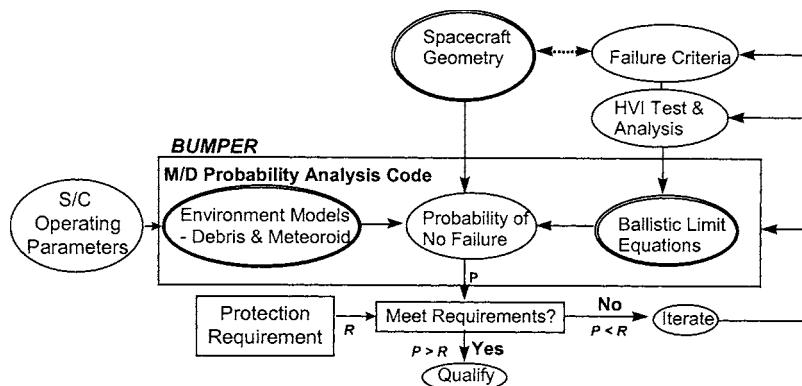 Spacecraft
Geometry
Failure Criteria
HVI Test &
Analysis
BUMPER
M/D Probability Analysis Code
S/C
Operating
Parameters
Environment Models
- Debris & Meteoroid
Probability of
No Failure
Ballistic Limit
Equations
P
Protection
Requirement
R
Meet Requirements?
No
P < R
Iterate
P > R
Yes
Qualify